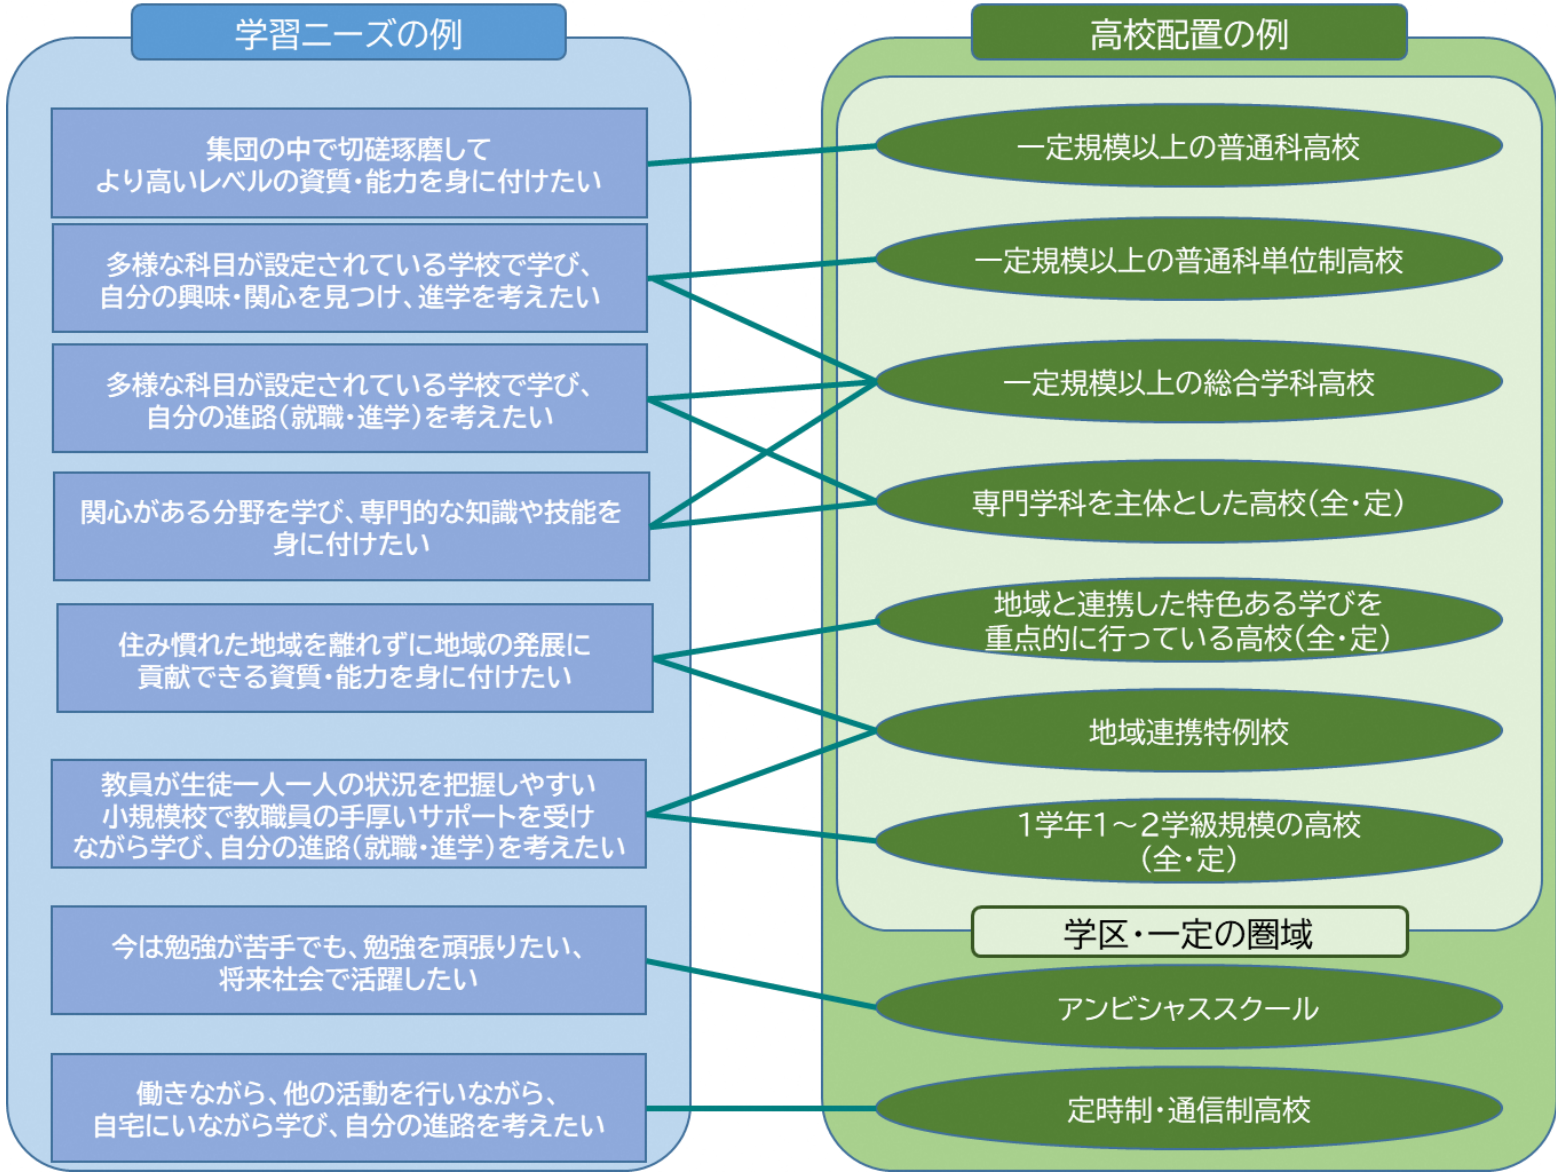 学習ニーズの例
集団の中で切磋琢磨して
より高いレベルの資質・能力を身に付けたい
多様な科目が設定されている学校で学び、
自分の興味・関心を見つけ、進学を考えたい
多様な科目が設定されている学校で学び、
自分の進路(就職・進学)を考えたい
関心がある分野を学び、専門的な知識や技能を
身に付けたい
住み慣れた地域を離れずに地域の発展に
貢献できる資質・能力を身に付けたい
教員が生徒一人一人の状況を把握しやすい
小規模校で教職員の手厚いサポートを受け
ながら学び、自分の進路(就職・進学)を考えたい
今は勉強が苦手でも、勉強を頑張りたい、
将来社会で活躍したい
働きながら、他の活動を行いながら、
自宅にいながら学び、自分の進路を考えたい
高校配置の例
一定規模以上の普通科高校
一定規模以上の普通科単位制高校
一定規模以上の総合学科高校
専門学科を主体とした高校(全・定)
地域と連携した特色ある学びを
重点的に行っている高校(全・定)
地域連携特例校
1学年1～2学級規模の高校
(全・定)
学区・一定の圏域
アンビシャススクール
定時制・通信制高校